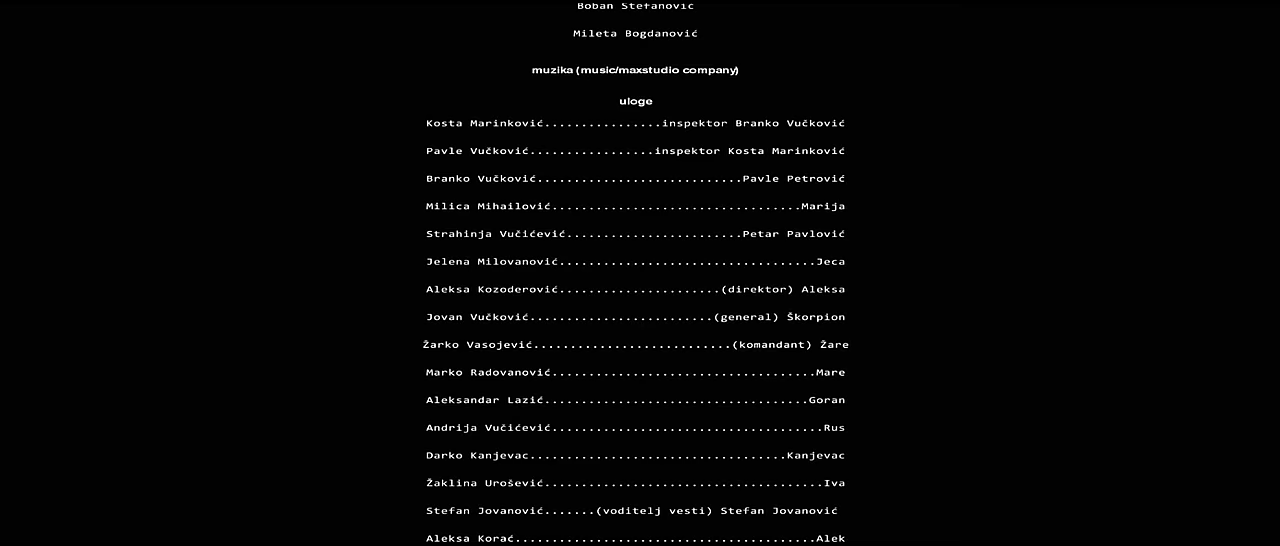 Boban Stefanović
Mileta Bogdanović
muzika (music/maxstudio company)
uloge
Kosta Marinković................inspektor Branko Vučković
Pavle Vučković.................inspektor Kosta Marinković
Branko Vučković............................Pavle Petrović
Milica Mihailović..................................Marija
Strahinja Vučićević........................Petar Pavlović
Jelena Milovanović...................................Jeca
Aleksa Kozoderović......................(direktor) Aleksa
Jovan Vučković.........................(general) Škorpion
Žarko Vasojević...........................(komandant) Žare
Marko Radovanović....................................Mare
Aleksandar Lazić....................................Goran
Andrija Vučićević.....................................Rus
Darko Kanjevac...................................Kanjevac
Žaklina Urošević......................................Iva
Stefan Jovanović.......(voditelj vesti) Stefan Jovanović
Aleksa Korać.........................................Alek